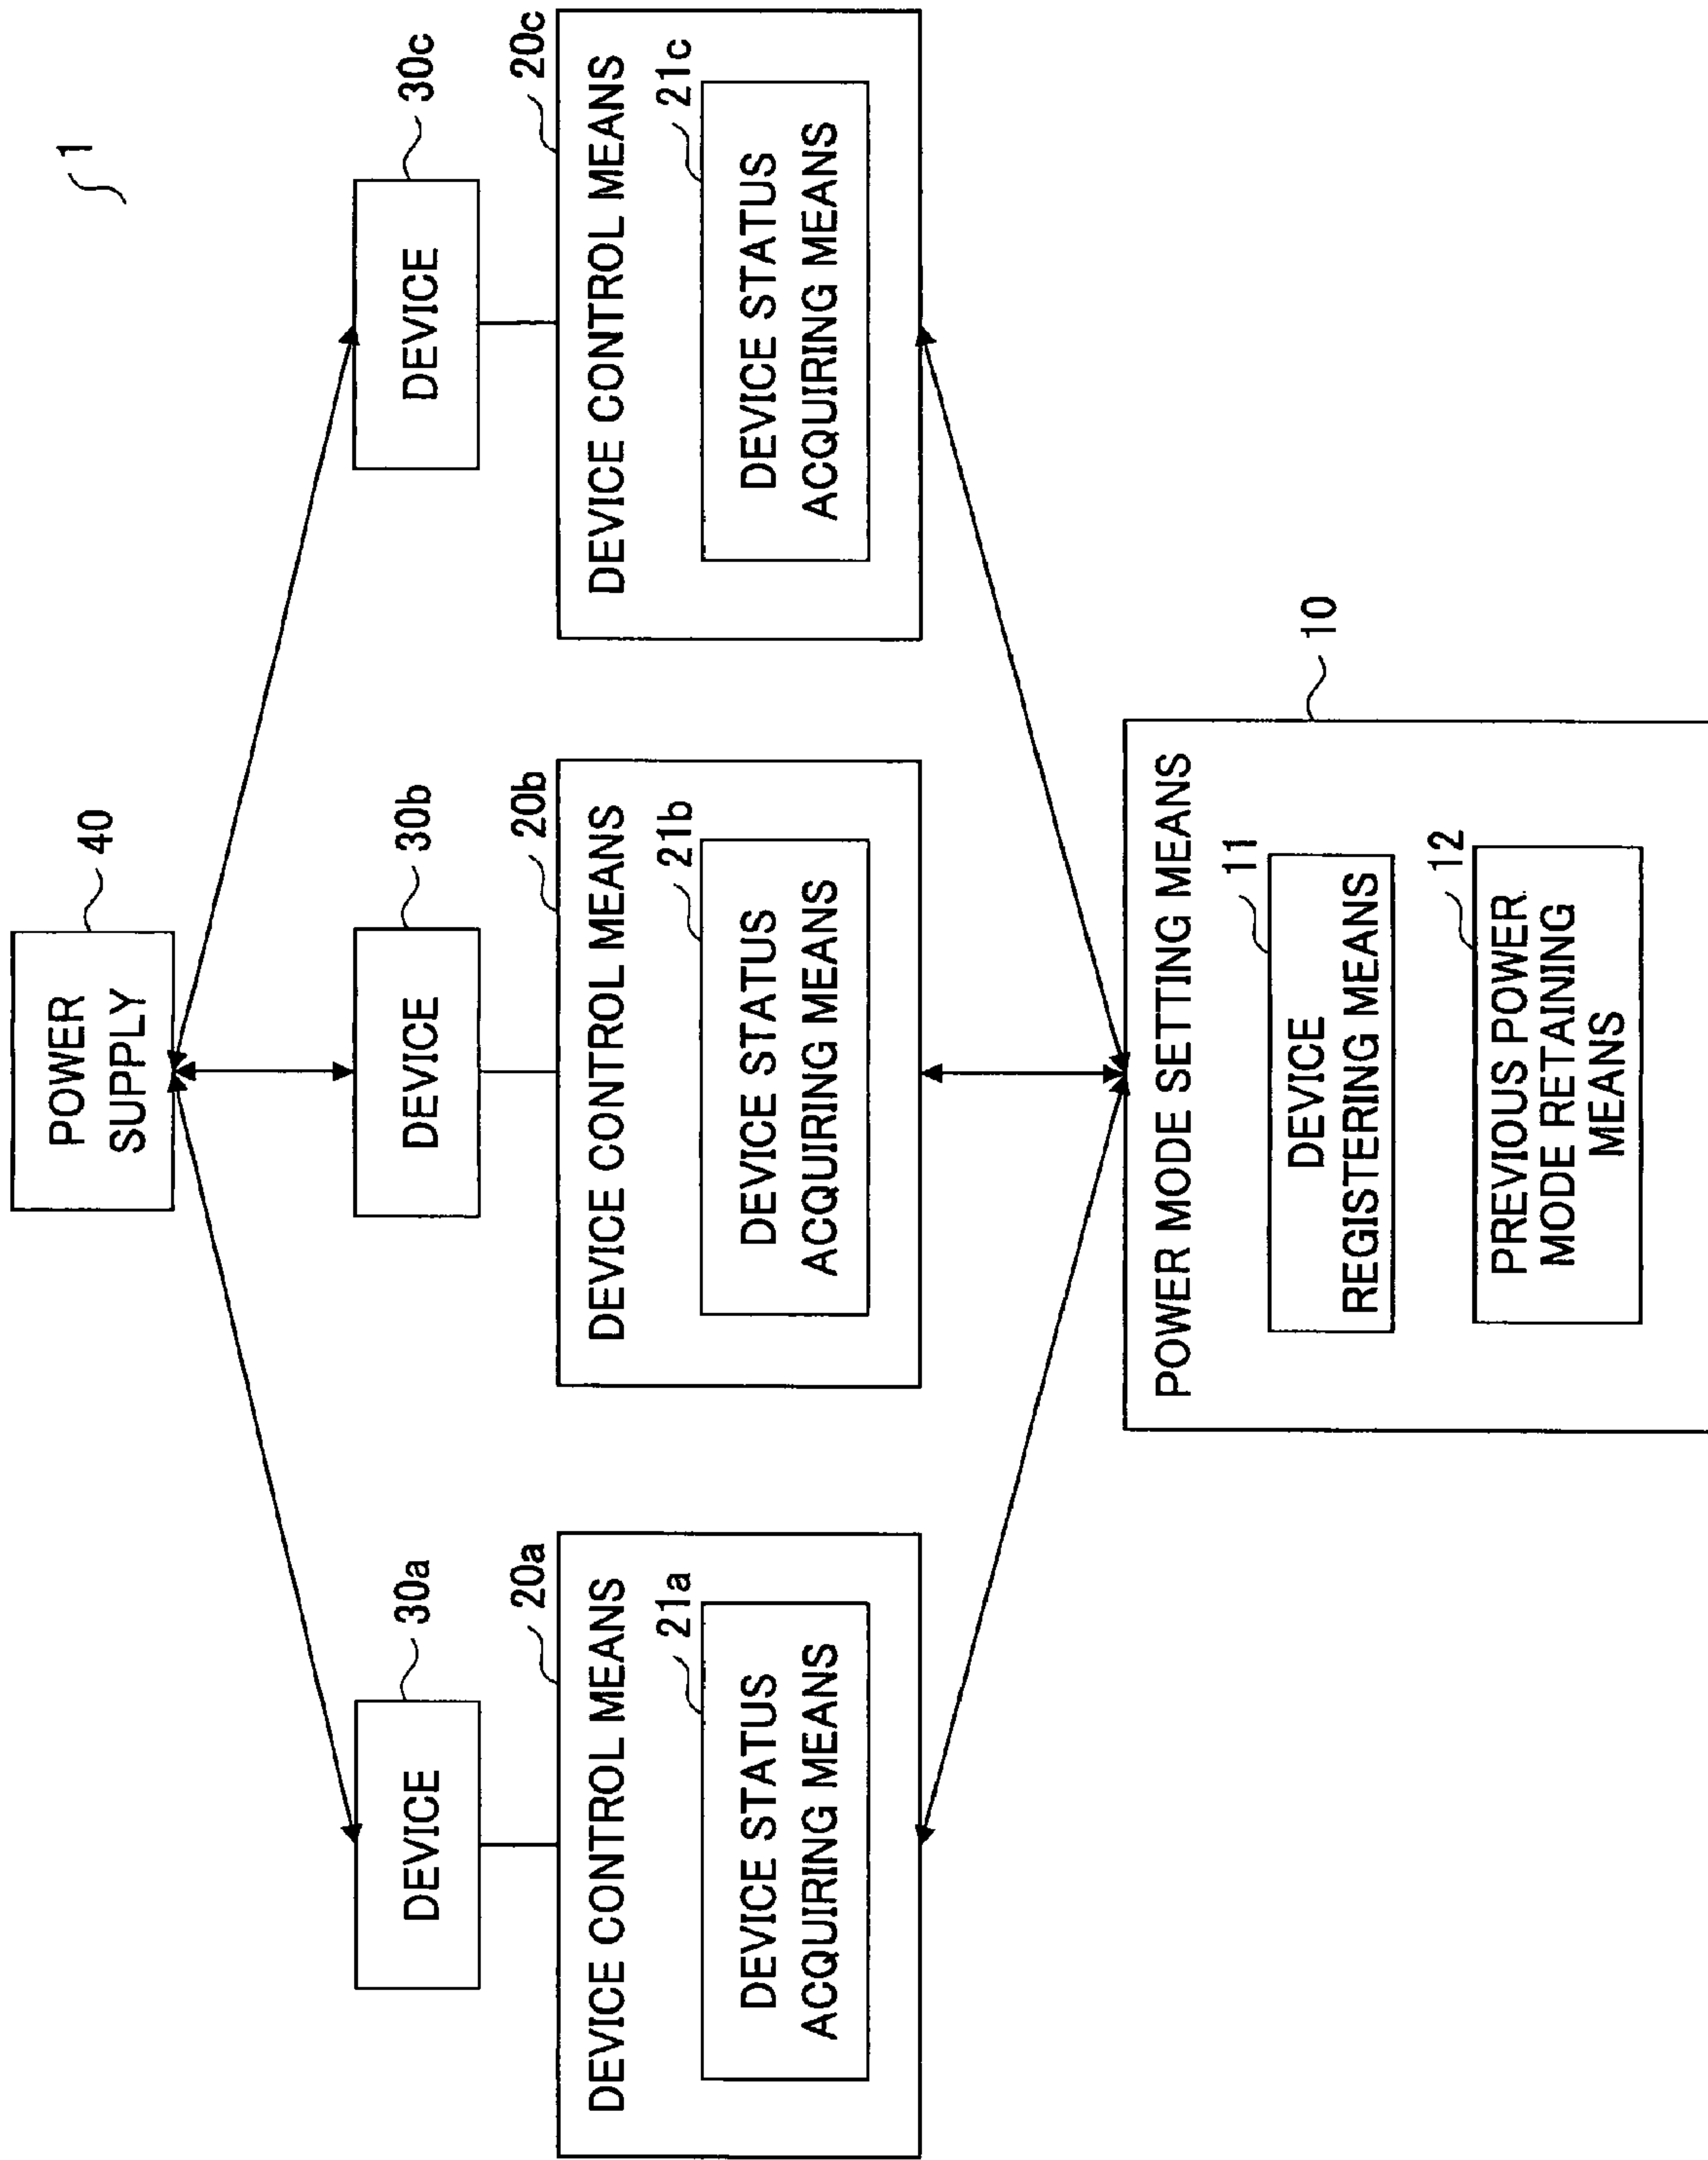 1
POWER
SUPPLY
40
DEVICE
30a
DEVICE
30b
DEVICE
30c
DEVICE CONTROL MEANS
20a
DEVICE STATUS
ACQUIRING MEANS
21a
DEVICE CONTROL MEANS
20b
DEVICE STATUS
ACQUIRING MEANS
21b
DEVICE CONTROL MEANS
20c
DEVICE STATUS
ACQUIRING MEANS
21c
POWER MODE SETTING MEANS
10
DEVICE
REGISTERING MEANS
11
PREVIOUS POWER
MODE RETAINING
MEANS
12